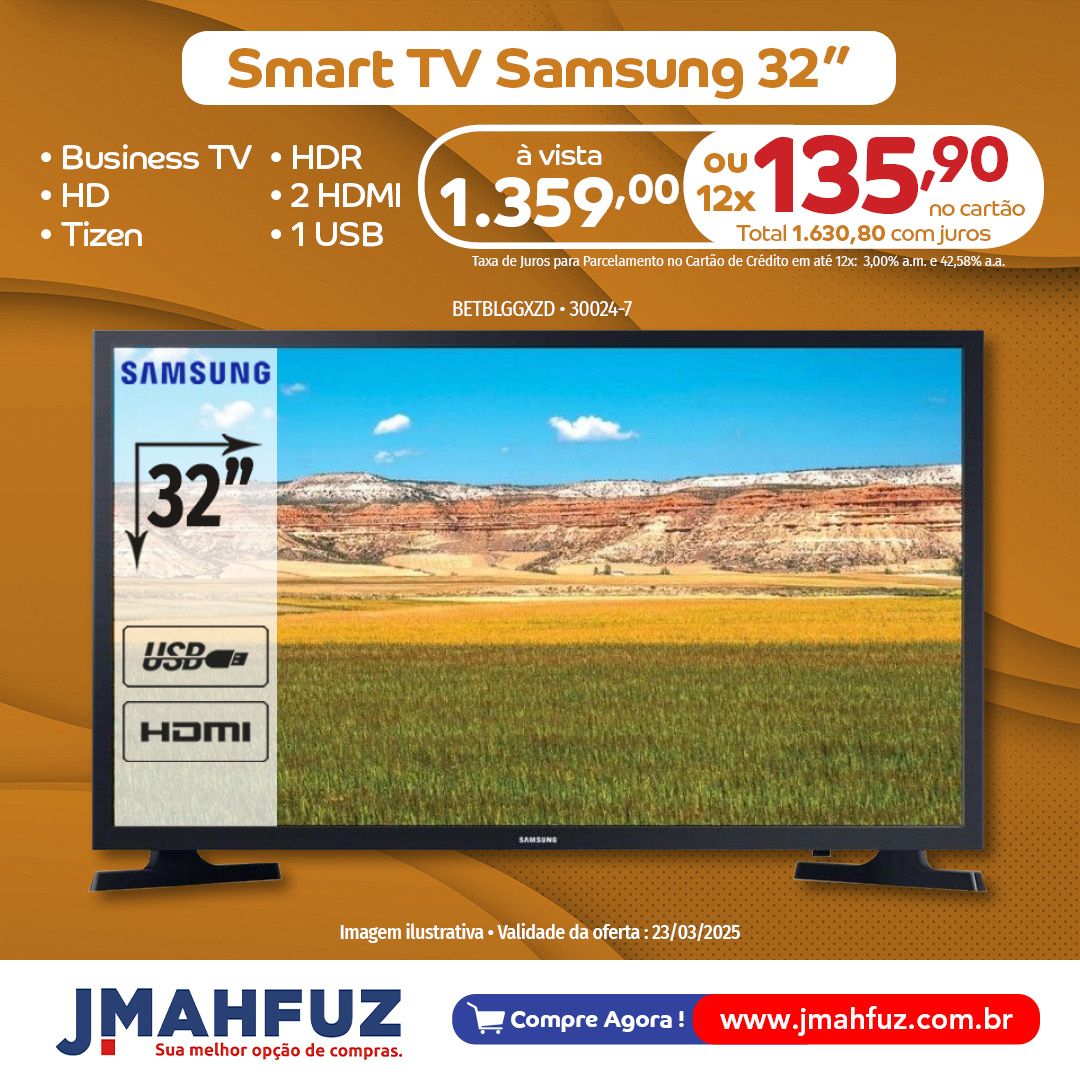 Smart TV Samsung 32"
• Business TV
• HD
• Tizen
• HDR
• 2 HDMI
• 1 USB
à vista
1.359,00
ou
12x 135,90
no cartão
Total 1.630,80 com juros
Taxa de Juros para Parcelamento no Cartão de Crédito em até 12x: 3,00% a.m. e 42,58% a.a.
BETBLGGXZD • 30024-7
SAMSUNG
32"
USB
HDMI
SAMSUNG
Imagem ilustrativa • Validade da oferta : 23/03/2025
JMAHFUZ
Sua melhor opção de compras.
Compre Agora !
www.jmahfuz.com.br